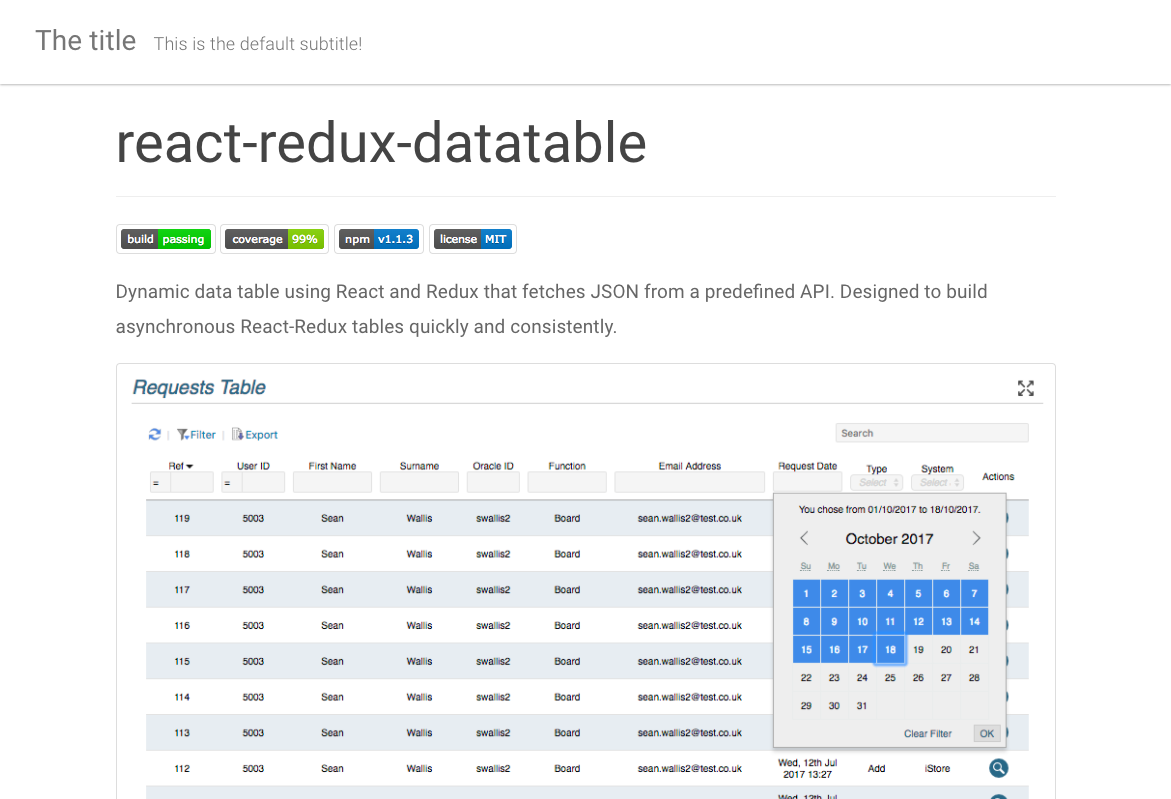 The title This is the default subtitle!
react-redux-datatable
build passing coverage 99% npm v1.1.3 license MIT
Dynamic data table using React and Redux that fetches JSON from a predefined API. Designed to build
asynchronous React-Redux tables quickly and consistently.
Requests Table
Filter Export Search
Ref User ID First Name Surname Oracle ID Function Email Address Request Date Type System Actions
= = Select Select
119 5003 Sean Wallis swallis2 Board sean.wallis2@test.co.uk
118 5003 Sean Wallis swallis2 Board sean.wallis2@test.co.uk
117 5003 Sean Wallis swallis2 Board sean.wallis2@test.co.uk
116 5003 Sean Wallis swallis2 Board sean.wallis2@test.co.uk
115 5003 Sean Wallis swallis2 Board sean.wallis2@test.co.uk
114 5003 Sean Wallis swallis2 Board sean.wallis2@test.co.uk
113 5003 Sean Wallis swallis2 Board sean.wallis2@test.co.uk
You chose from 01/10/2017 to 18/10/2017.
October 2017
Su Mo Tu We Th Fr Sa
1 2 3 4 5 6 7
8 9 10 11 12 13 14
15 16 17 18 19 20 21
22 23 24 25 26 27 28
29 30 31
Clear Filter OK
112 5003 Sean Wallis swallis2 Board sean.wallis2@test.co.uk Wed, 12th Jul
2017 13:27 Add iStore
Wed, 12th Jul